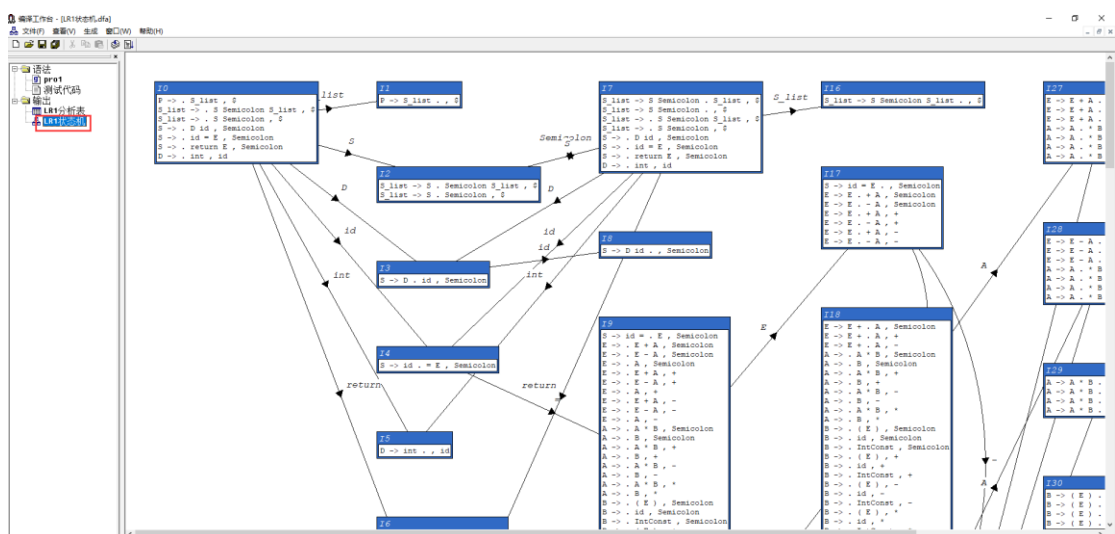 编译工作台 - [LR1状态机.dfa]
文件(F) 查看(V) 生成 窗口(W) 帮助(H)
语法
pro1
测试代码
输出
LR1分析表
LR1状态机
I0
P -> . S_list , $
S_list -> . S Semicolon S_list , $
S_list -> . S Semicolon , $
S -> . D id , Semicolon
S -> . id = E , Semicolon
S -> . return E , Semicolon
D -> . int , id
list
I1
P -> S_list . , $
S
I2
S_list -> S . Semicolon S_list , $
S_list -> S . Semicolon , $
D
id
int
return
I3
S -> D . id , Semicolon
I4
S -> id . = E , Semicolon
I5
D -> int . , id
I6
Semicolon
S
D
id
id
int
return
=
I7
S_list -> S Semicolon . S_list , $
S_list -> . S Semicolon S_list , $
S_list -> . S Semicolon , $
S_list -> S Semicolon . , $
S -> . D id , Semicolon
S -> . id = E , Semicolon
S -> . return E , Semicolon
D -> . int , id
I8
S -> D id . , Semicolon
I9
S -> id = . E , Semicolon
E -> . E + A , Semicolon
E -> . E - A , Semicolon
E -> . A , Semicolon
E -> . E + A , +
E -> . E - A , +
E -> . A , +
E -> . E + A , -
E -> . E - A , -
E -> . A , -
A -> . A * B , Semicolon
A -> . B , Semicolon
A -> . A * B , +
A -> . B , +
A -> . A * B , -
A -> . B , -
A -> . A * B , *
A -> . B , *
B -> . ( E ) , Semicolon
B -> . id , Semicolon
B -> . IntConst , Semicolon
S_list
I16
S_list -> S Semicolon S_list . , $
E
I17
S -> id = E . , Semicolon
E -> E . + A , Semicolon
E -> E . - A , Semicolon
E -> E . + A , +
E -> E . - A , +
E -> E . + A , -
E -> E . - A , -
I18
E -> E + . A , Semicolon
E -> E + . A , +
E -> E + . A , -
A -> . A * B , Semicolon
A -> . B , Semicolon
A -> . A * B , +
A -> . B , +
A -> . A * B , -
A -> . B , -
A -> . A * B , *
A -> . B , *
B -> . ( E ) , Semicolon
B -> . id , Semicolon
B -> . IntConst , Semicolon
B -> . ( E ) , +
B -> . id , +
B -> . IntConst , +
B -> . ( E ) , -
B -> . id , -
B -> . IntConst , -
B -> . ( E ) , *
B -> . id , *
A
-
A
I27
E -> E + A .
E -> E + A .
E -> E + A .
A -> A . * B
A -> A . * B
A -> A . * B
A -> A . * B
I28
E -> E - A .
E -> E - A .
E -> E - A .
A -> A . * B
A -> A . * B
A -> A . * B
A -> A . * B
I29
A -> A * B .
A -> A * B .
A -> A * B .
A -> A * B .
I30
B -> ( E ) .
B -> ( E ) .
B -> ( E ) .